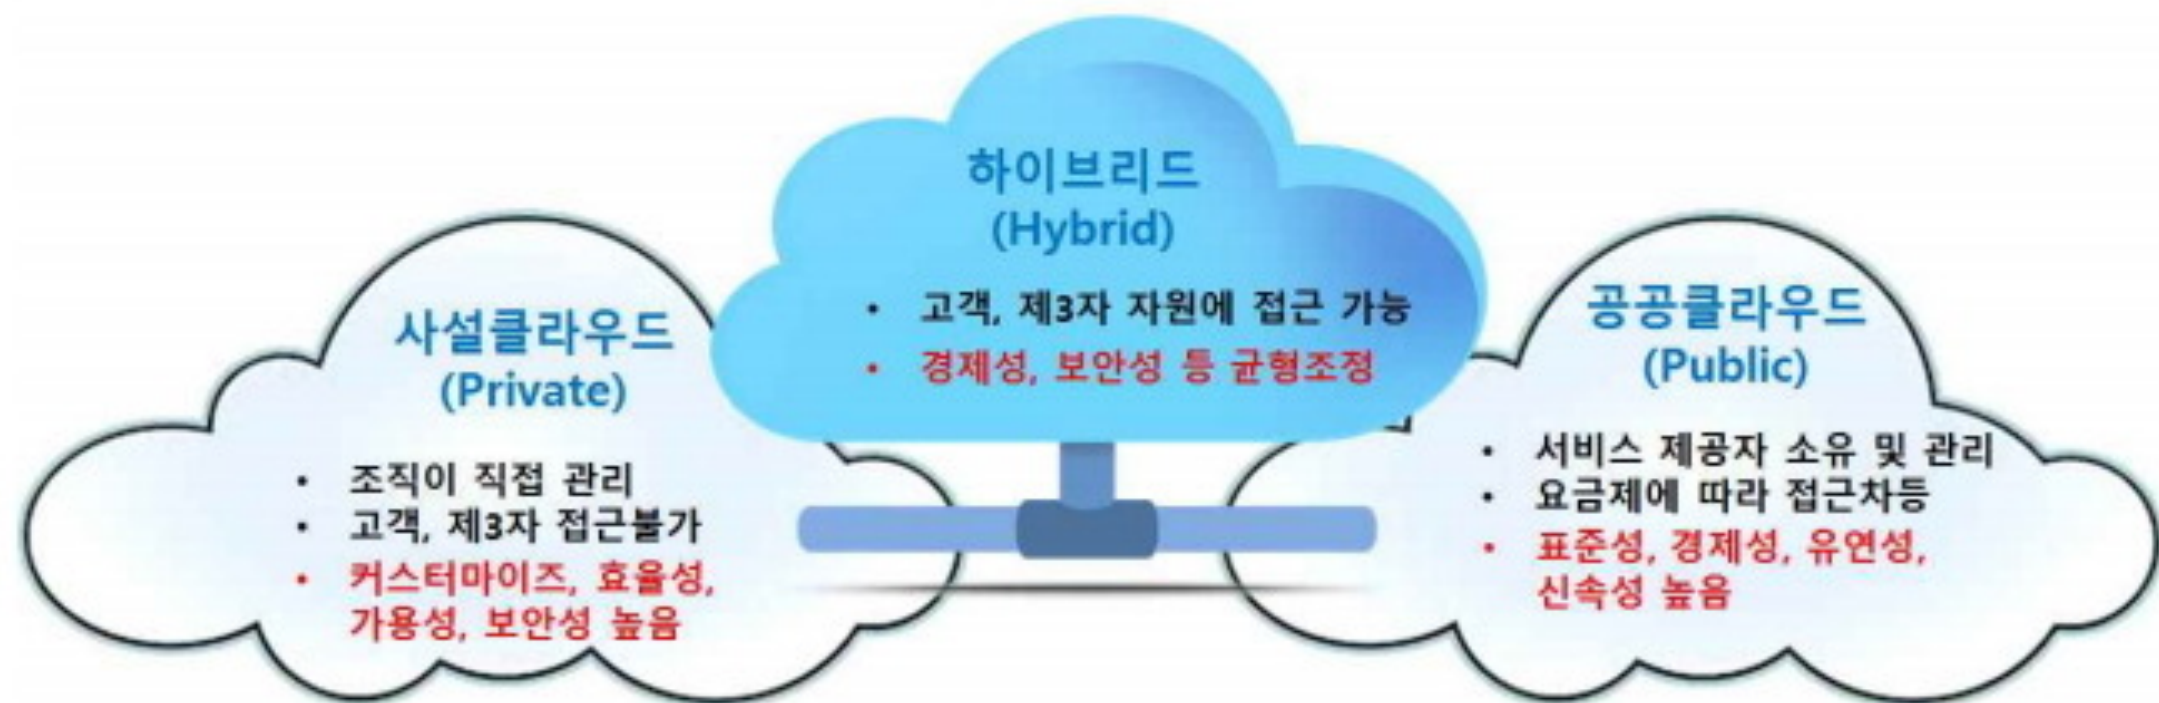 하이브리드
(Hybrid)
• 고객, 제3자 자원에 접근 가능
• 경제성, 보안성 등 균형조정
사설클라우드
(Private)
• 조직이 직접 관리
• 고객, 제3자 접근불가
• 커스터마이즈, 효율성,
가용성, 보안성 높음
공공클라우드
(Public)
• 서비스 제공자 소유 및 관리
• 요금제에 따라 접근차등
• 표준성, 경제성, 유연성,
신속성 높음